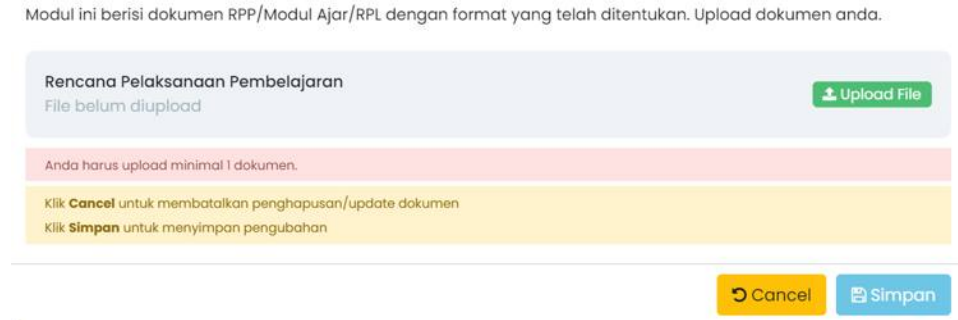 Modul ini berisi dokumen RPP/Modul Ajar/RPL dengan format yang telah ditentukan. Upload dokumen anda.
Rencana Pelaksanaan Pembelajaran
File belum diupload
Upload File
Anda harus upload minimal 1 dokumen.
Klik Cancel untuk membatalkan penghapusan/update dokumen
Klik Simpan untuk menyimpan pengubahan
Cancel
Simpan